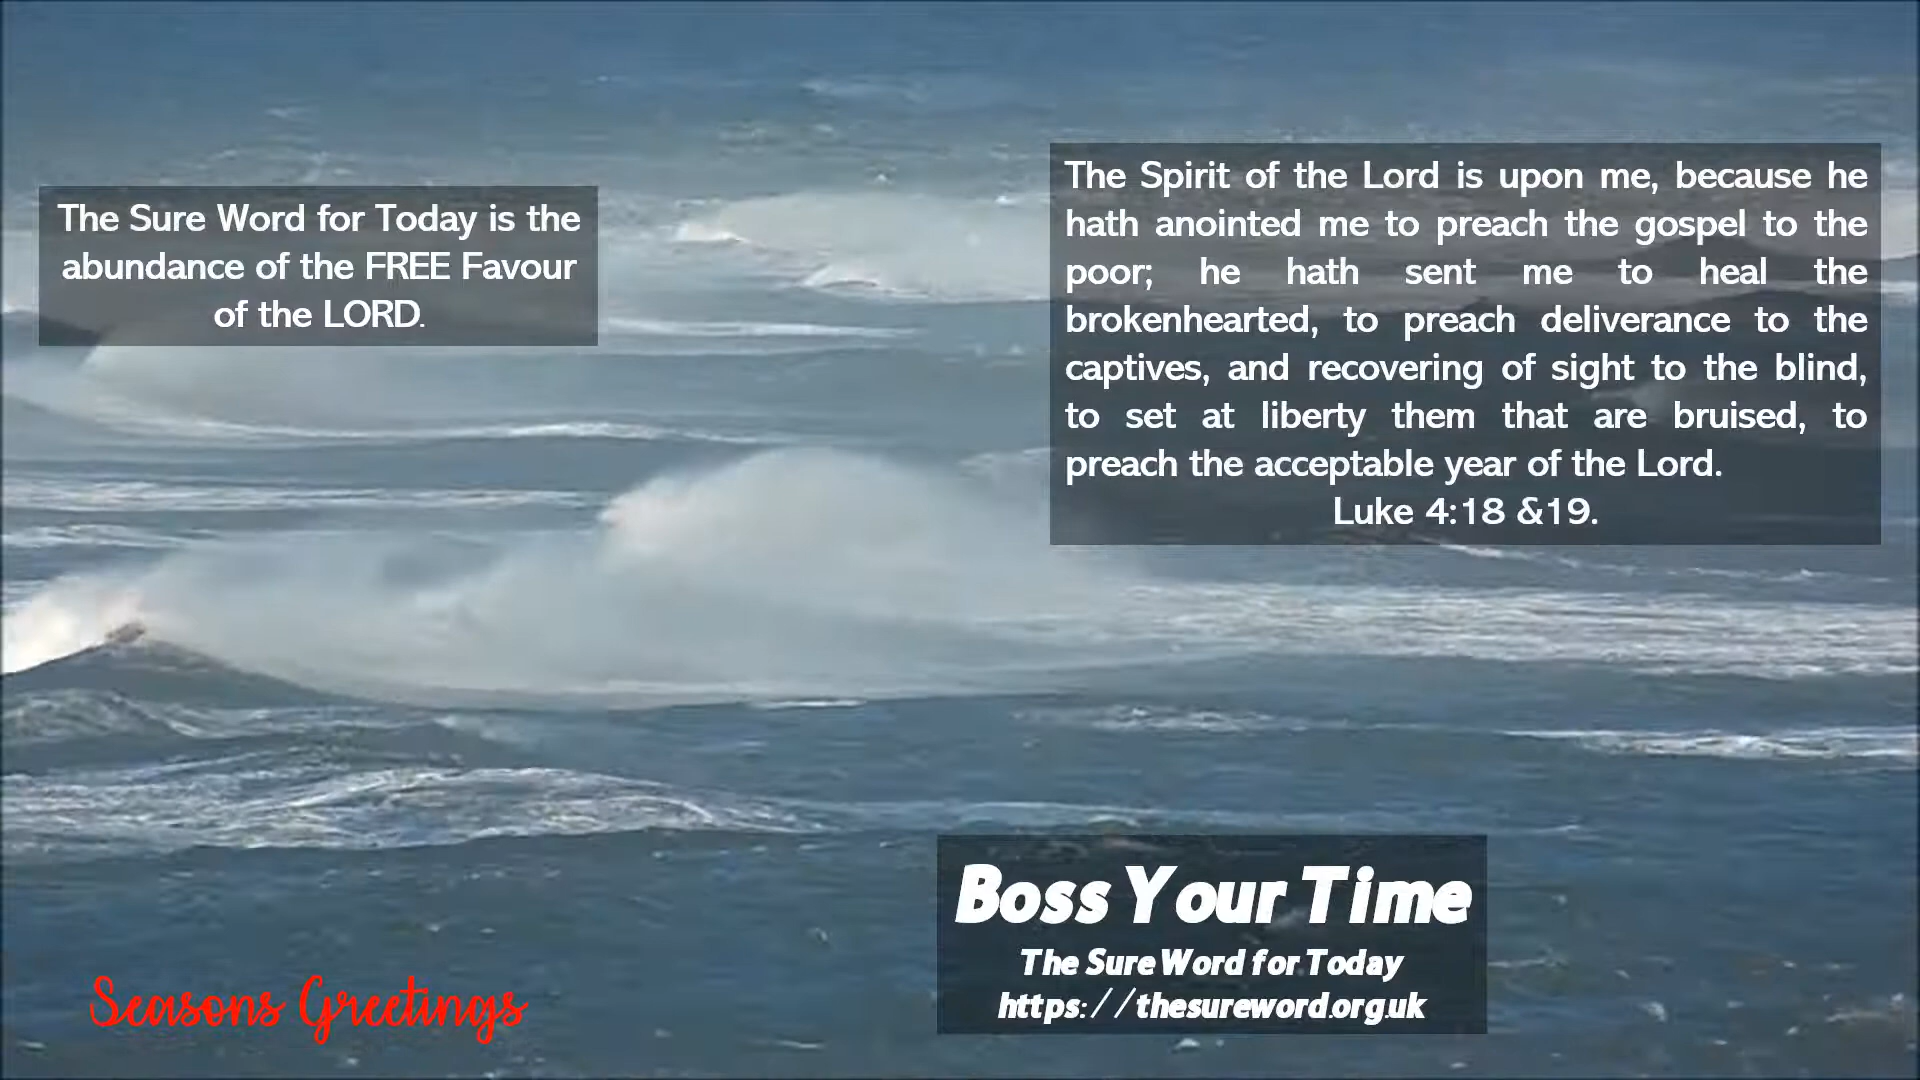 The Sure Word for Today is the
abundance of the FREE Favour
of the LORD.
The Spirit of the Lord is upon me, because he
hath anointed me to preach the gospel to the
poor; he hath sent me to heal the
brokenhearted, to preach deliverance to the
captives, and recovering of sight to the blind,
to set at liberty them that are bruised, to
preach the acceptable year of the Lord.
Luke 4:18 &19.
Boss Your Time
The Sure Word for Today
https://thesureword.org.uk
Seasons Greetings